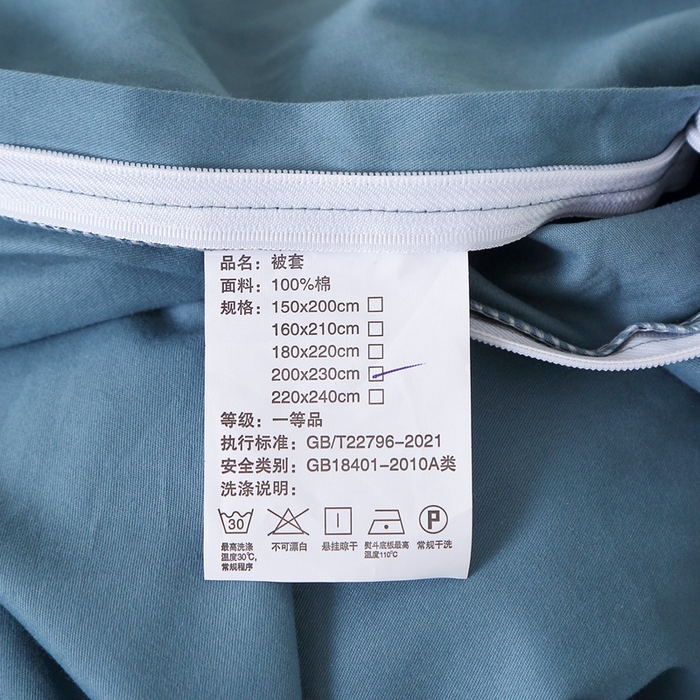 品名：被套
面料：100%棉
规格：150x200cm
160x210cm
180x220cm
200x230cm
220x240cm
等级：一等品
执行标准：GB/T22796-2021
安全类别：GB18401-2010A类
洗涤说明：
30 P
最高洗涤温度30℃，常规程序
不可漂白
悬挂晾干
熨斗底板最高温度110℃
常规干洗